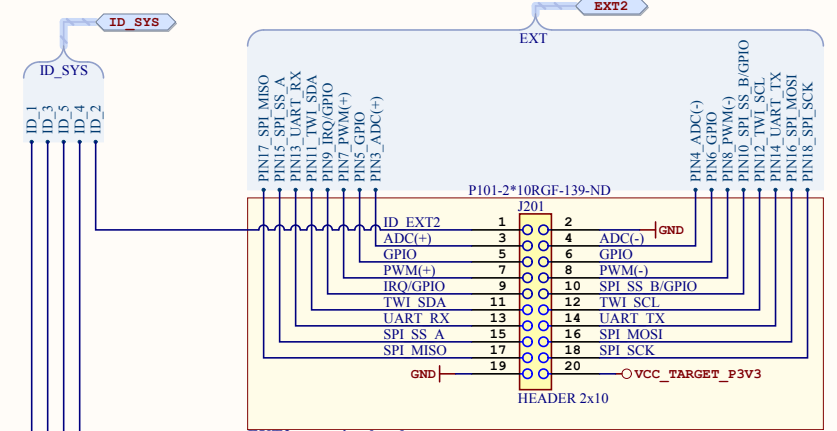 ID_SYS
EXT2
ID_SYS
EXT
ID_1
ID_3
ID_5
ID_4
ID_2
PIN17_SPI_MISO
PIN15_SPI_SS_A
PIN13_UART_RX
PIN11_TWI_SDA
PIN9_IRQ/GPIO
PIN7_PWM(+)
PIN5_GPIO
PIN3_ADC(+)
PIN4_ADC(-)
PIN6_GPIO
PIN8_PWM(-)
PIN10_SPI_SS_B/GPIO
PIN12_TWI_SCL
PIN14_UART_TX
PIN16_SPI_MOSI
PIN18_SPI_SCK
P101-2*10RGF-139-ND
J201
ID_EXT2 1 2 GND
ADC(+) 3 4 ADC(-)
GPIO 5 6 GPIO
PWM(+) 7 8 PWM(-)
IRQ/GPIO 9 10 SPI_SS_B/GPIO
TWI_SDA 11 12 TWI_SCL
UART_RX 13 14 UART_TX
SPI_SS_A 15 16 SPI_MOSI
SPI_MISO 17 18 SPI_SCK
GND 19 20 VCC_TARGET_P3V3
HEADER 2x10